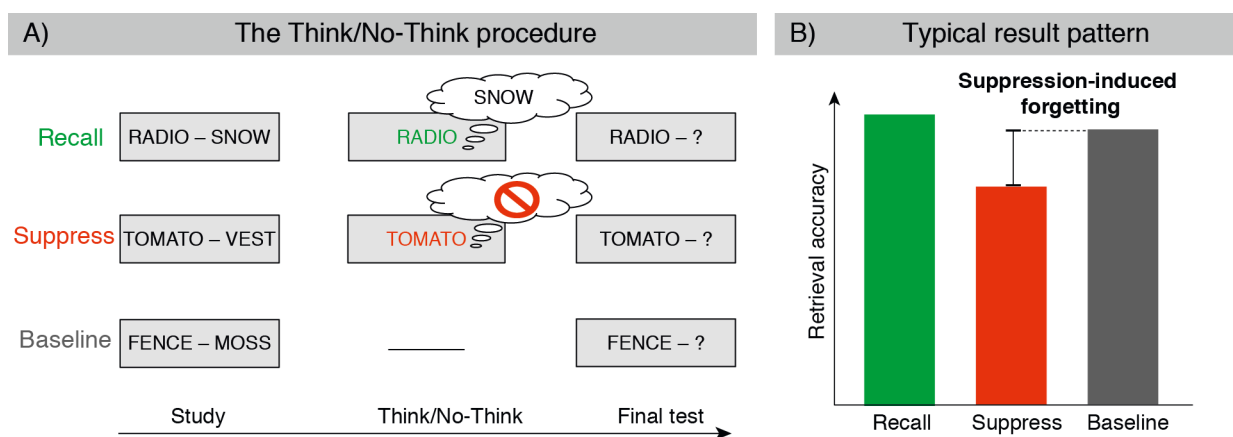 A)
The Think/No-Think procedure
Recall
RADIO – SNOW
RADIO
SNOW
RADIO – ?
Suppress
TOMATO – VEST
TOMATO
TOMATO – ?
Baseline
FENCE – MOSS
FENCE – ?
Study
Think/No-Think
Final test
B)
Typical result pattern
Suppression-induced
forgetting
Retrieval accuracy
Recall
Suppress
Baseline